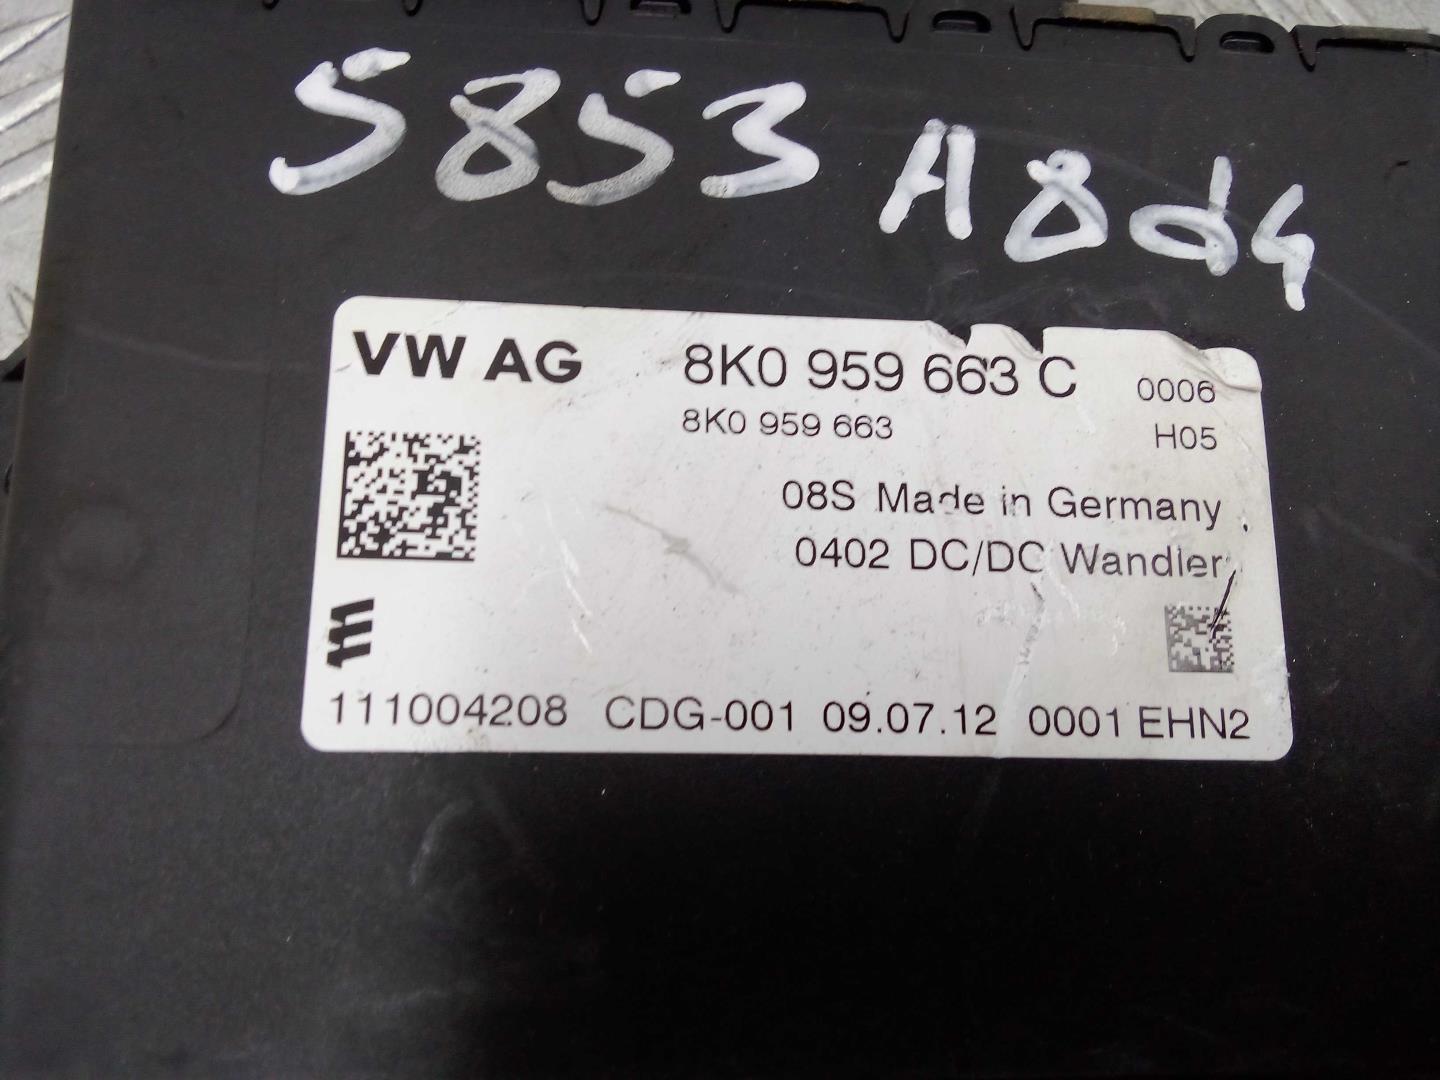 5853 A8d4
VW AG 8K0 959 663 C 0006
8K0 959 663 H05
08S Made in Germany
0402 DC/DC Wandler
111004208 CDG-001 09.07.12 0001 EHN2